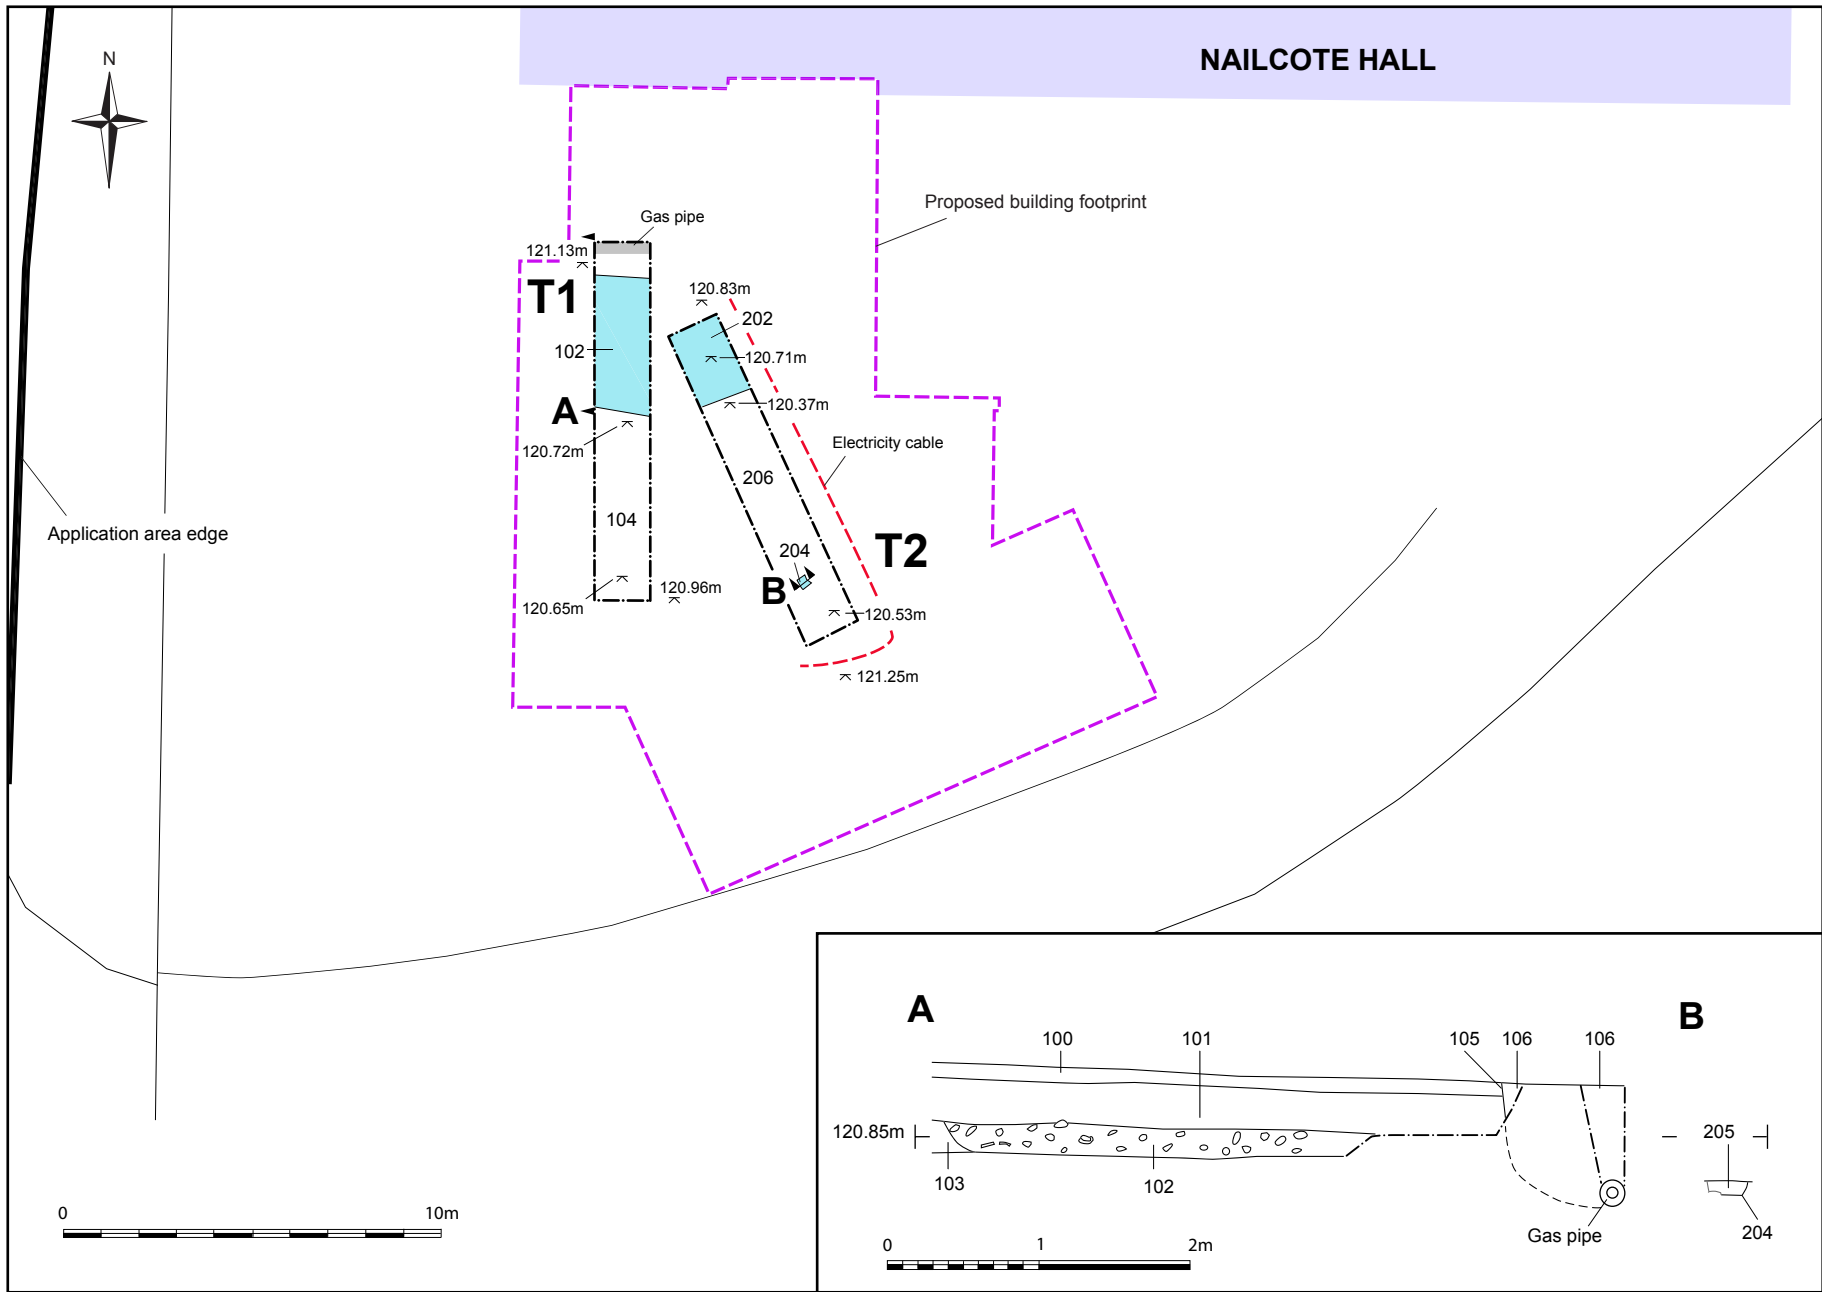 NAILCOTE HALL
N
Proposed building footprint
Gas pipe
121.13m
T1
120.83m
202
102
120.71m
A
120.37m
120.72m
Electricity cable
206
104
Application area edge
T2
204
B
120.96m
120.65m
120.53m
121.25m
A
B
100
101
105
106
106
120.85m
205
103
102
204
Gas pipe
0
10m
0
1
2m